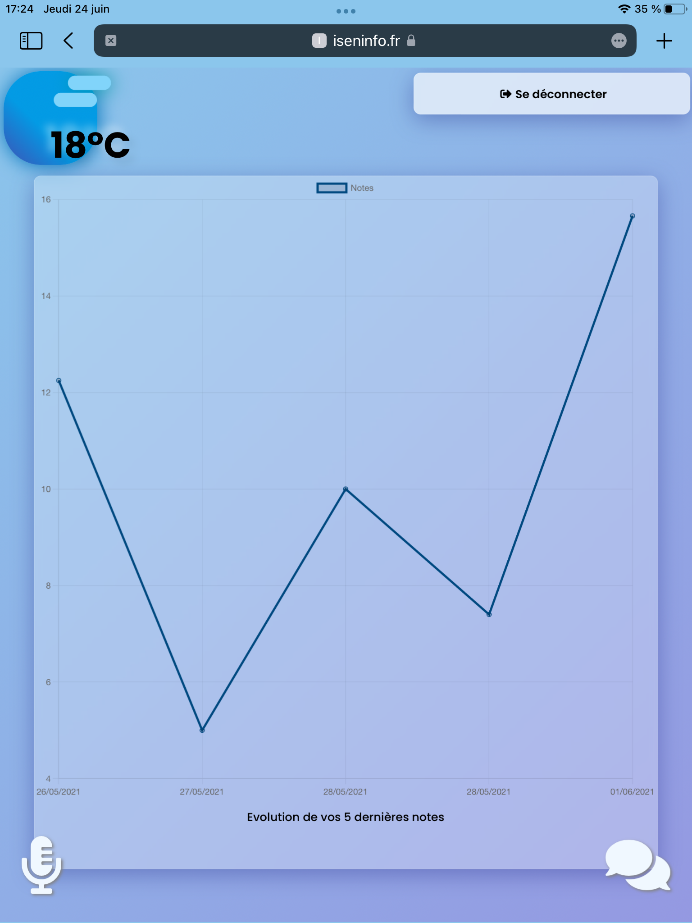 17:24 Jeudi 24 juin
35 %
iseninfo.fr
Se déconnecter
18°C
Notes
16
14
12
10
8
6
4
26/05/2021 27/05/2021 28/05/2021 28/05/2021 01/06/2021
Evolution de vos 5 dernières notes